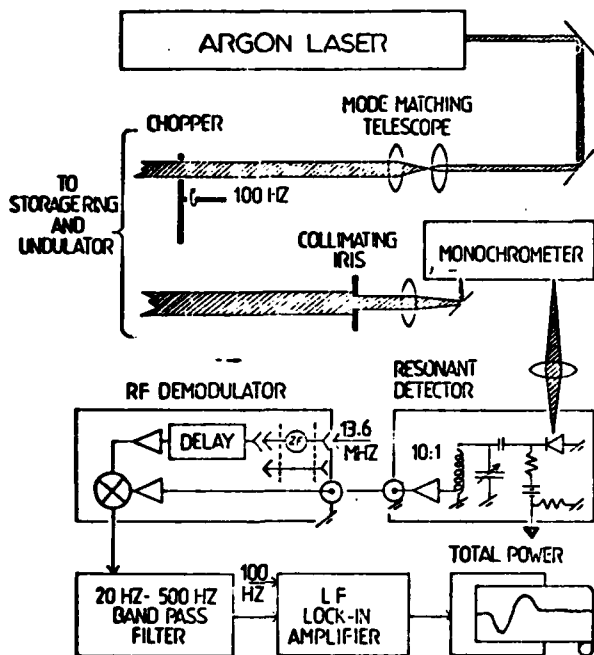 ARGON LASER
MODE MATCHING
TELESCOPE
CHOPPER
100 HZ
TO
STORAGE RING
AND
UNDULATOR
COLLIMATING
IRIS
MONOCHROMETER
RF DEMODULATOR
RESONANT
DETECTOR
DELAY
2F
13.6
MHZ
10:1
TOTAL POWER
20 HZ - 500 HZ
BAND PASS
FILTER
100
HZ
LF
LOCK-IN
AMPLIFIER